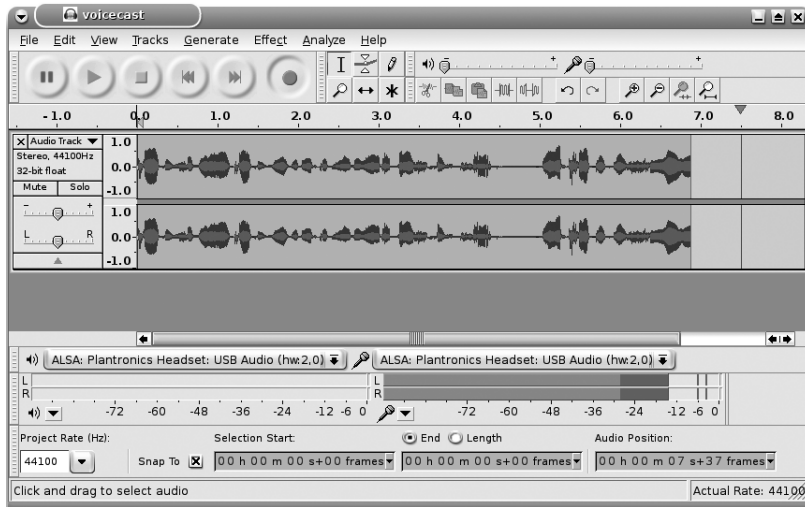 voicecast
File Edit View Tracks Generate Effect Analyze Help
- 1.0 0.0 1.0 2.0 3.0 4.0 5.0 6.0 7.0 8.0
Audio Track
Stereo, 44100Hz
32-bit float
Mute Solo
- +
L R
1.0
0.0
-1.0
1.0
0.0
-1.0
ALSA: Plantronics Headset: USB Audio (hw:2,0) ALSA: Plantronics Headset: USB Audio (hw:2,0)
L L
R R
-72 -60 -48 -36 -24 -12 -6 0 -72 -60 -48 -36 -24 -12 -6 0
Project Rate (Hz): Selection Start: End Length Audio Position:
44100 Snap To 00 h 00 m 00 s+00 frames 00 h 00 m 00 s+00 frames 00 h 00 m 07 s+37 frames
Click and drag to select audio Actual Rate: 44100